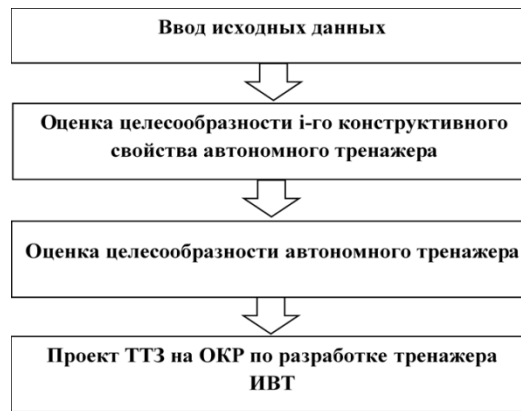 Ввод исходных данных
Оценка целесообразности i-го конструктивного
свойства автономного тренажера
Оценка целесообразности автономного тренажера
Проект ТТЗ на ОКР по разработке тренажера
ИВТ